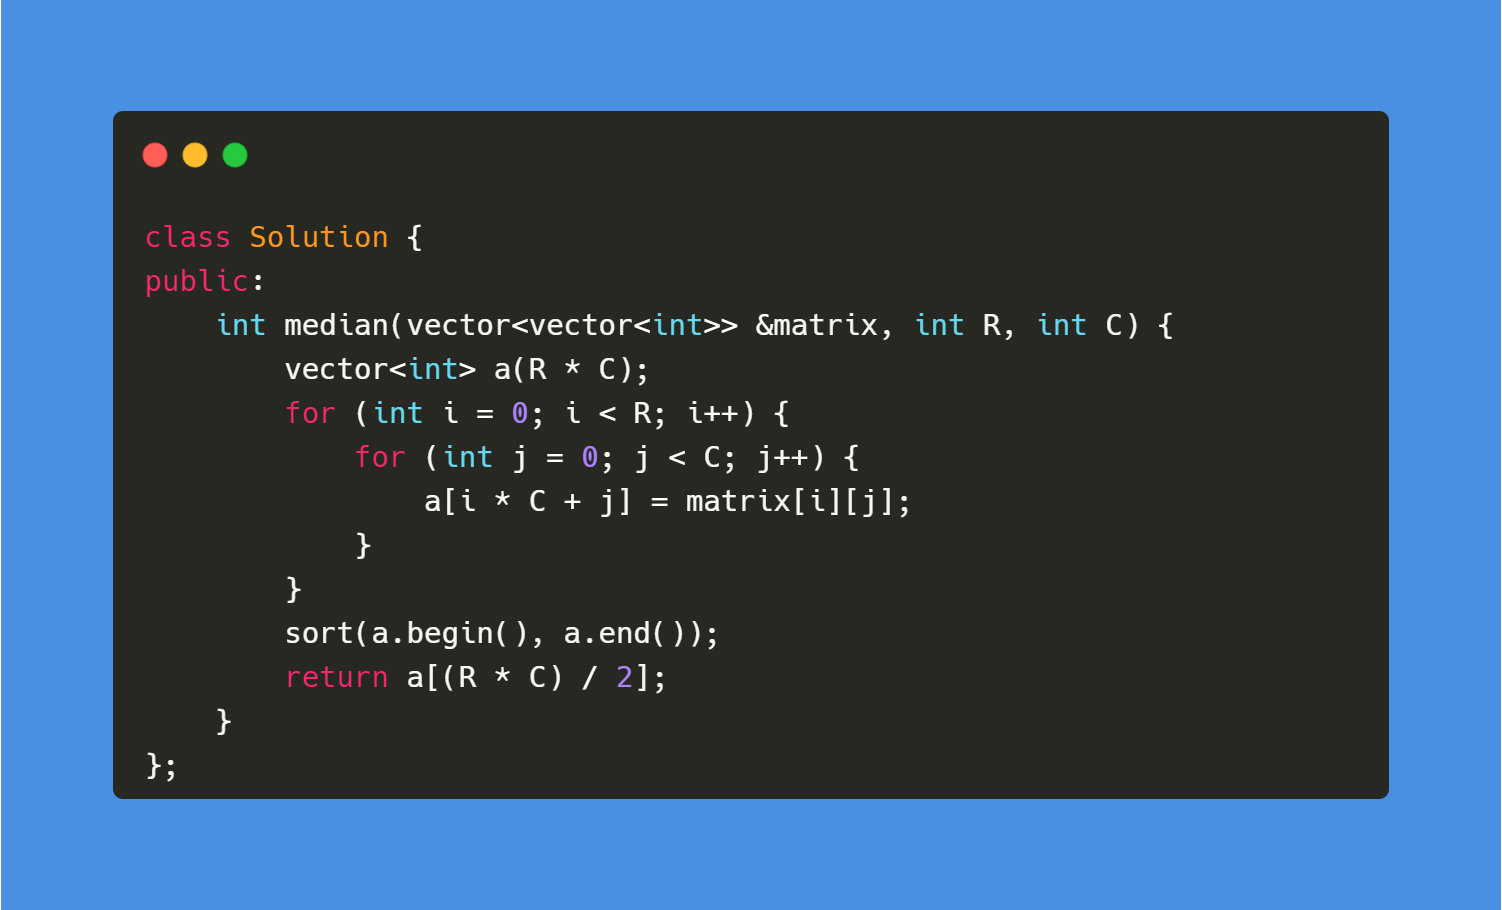 class Solution {
public:
    int median(vector<vector<int>> &matrix, int R, int C) {
        vector<int> a(R * C);
        for (int i = 0; i < R; i++) {
            for (int j = 0; j < C; j++) {
                a[i * C + j] = matrix[i][j];
            }
        }
        sort(a.begin(), a.end());
        return a[(R * C) / 2];
    }
};